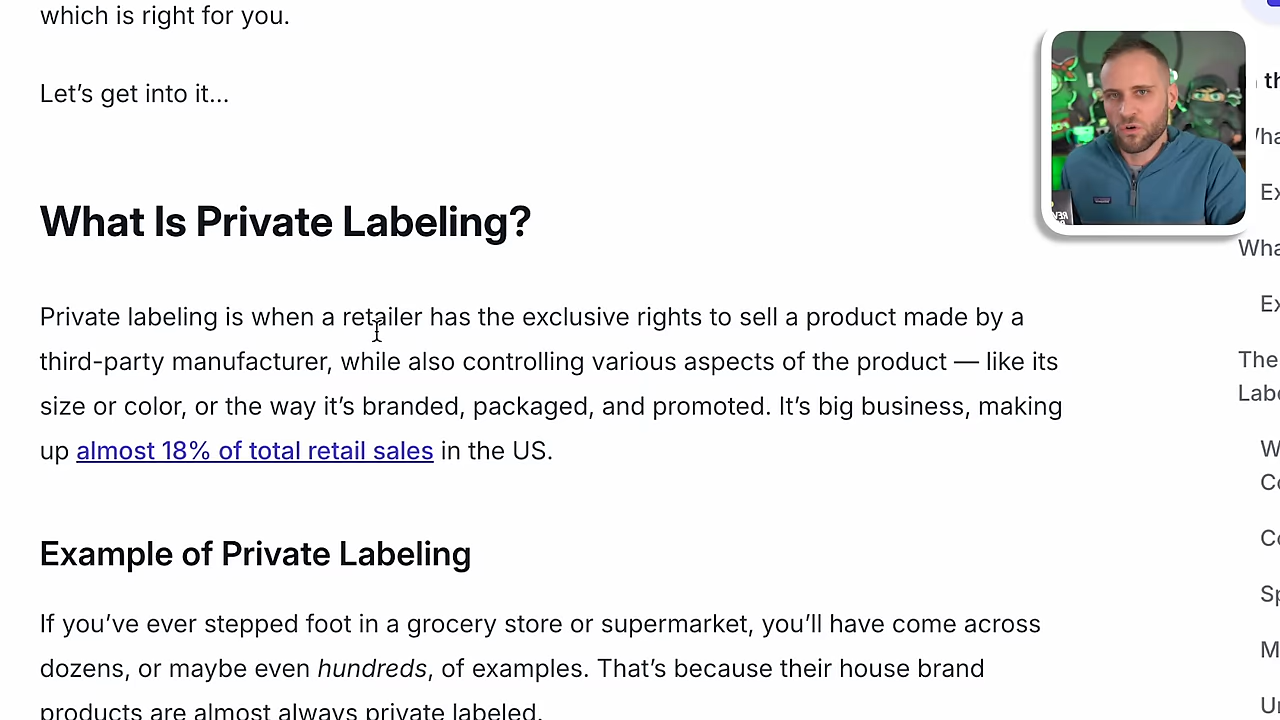 which is right for you.
Let’s get into it...
What Is Private Labeling?
Private labeling is when a retailer has the exclusive rights to sell a product made by a
third-party manufacturer, while also controlling various aspects of the product — like its
size or color, or the way it’s branded, packaged, and promoted. It’s big business, making
up almost 18% of total retail sales in the US.
Example of Private Labeling
If you’ve ever stepped foot in a grocery store or supermarket, you’ll have come across
dozens, or maybe even hundreds, of examples. That’s because their house brand
products are almost always private labeled.
The